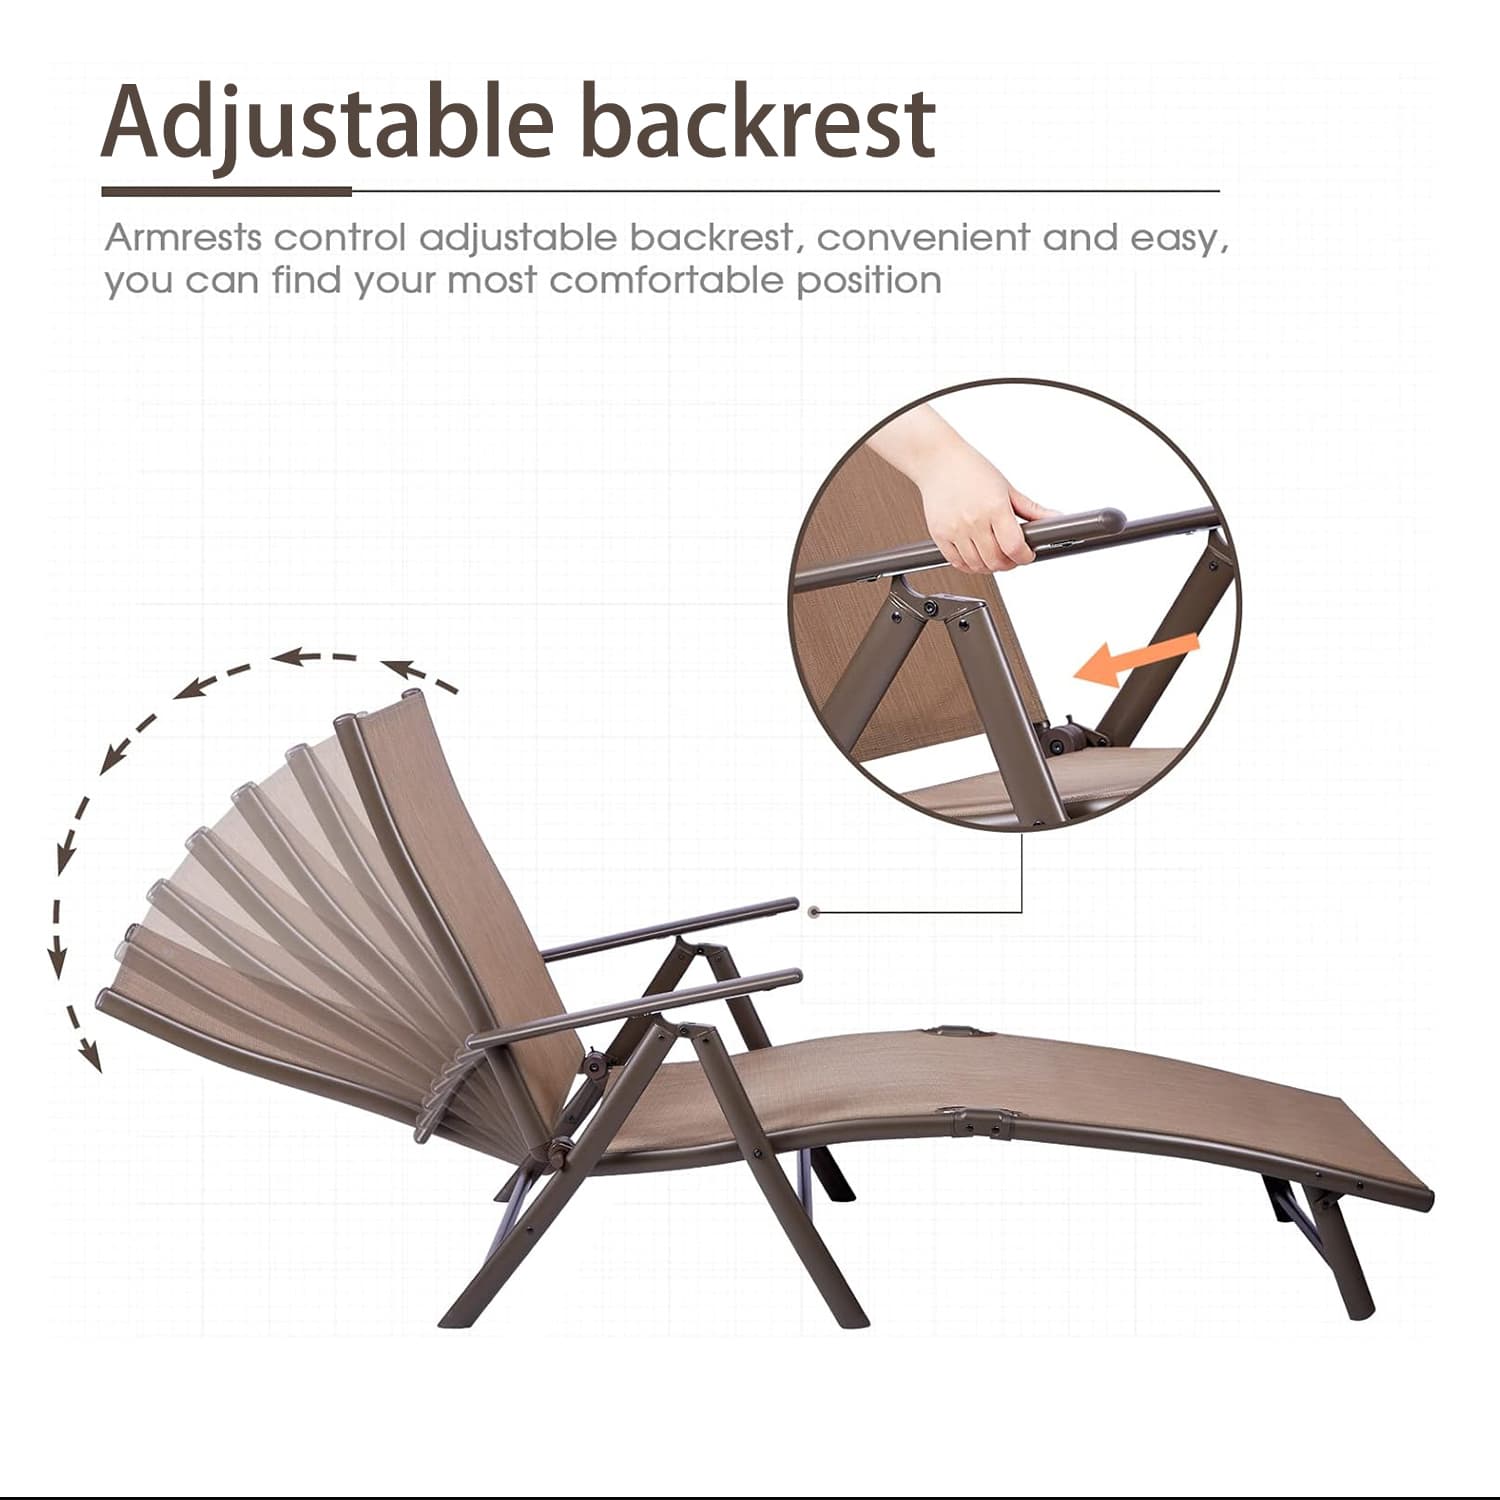 Adjustable backrest
Armrests control adjustable backrest, convenient and easy,
you can find your most comfortable position